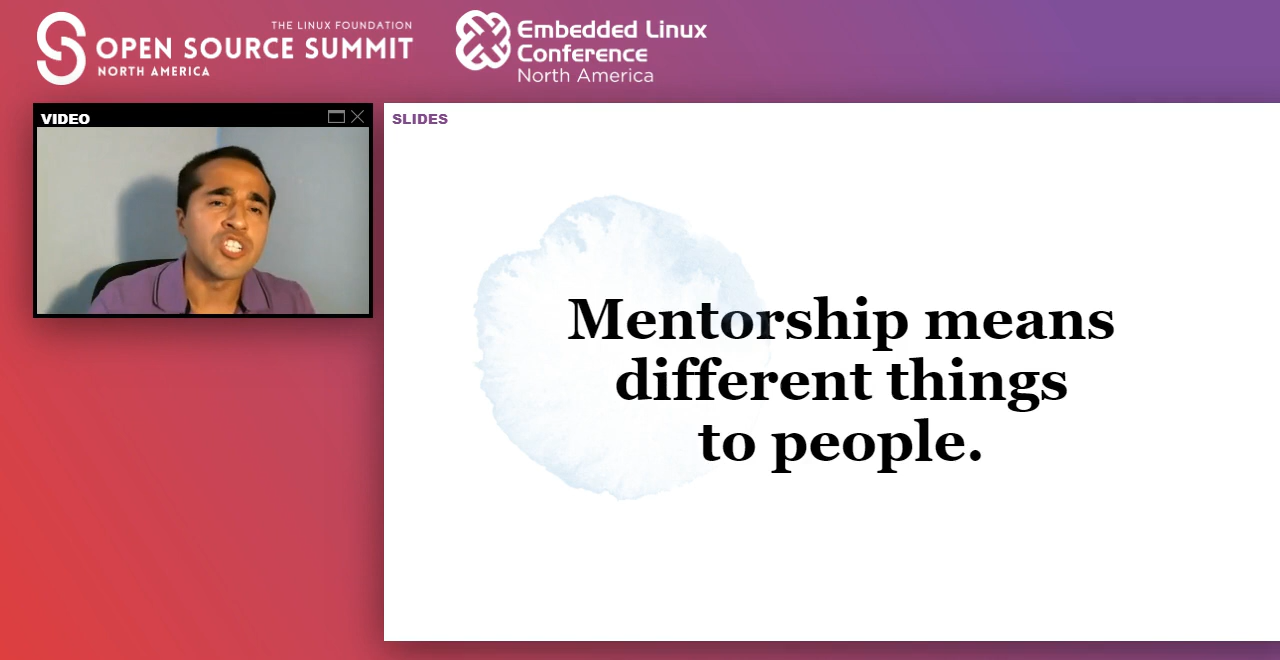 THE LINUX FOUNDATION
OPEN SOURCE SUMMIT
NORTH AMERICA
Embedded Linux
Conference
North America
VIDEO
SLIDES
Mentorship means
different things
to people.